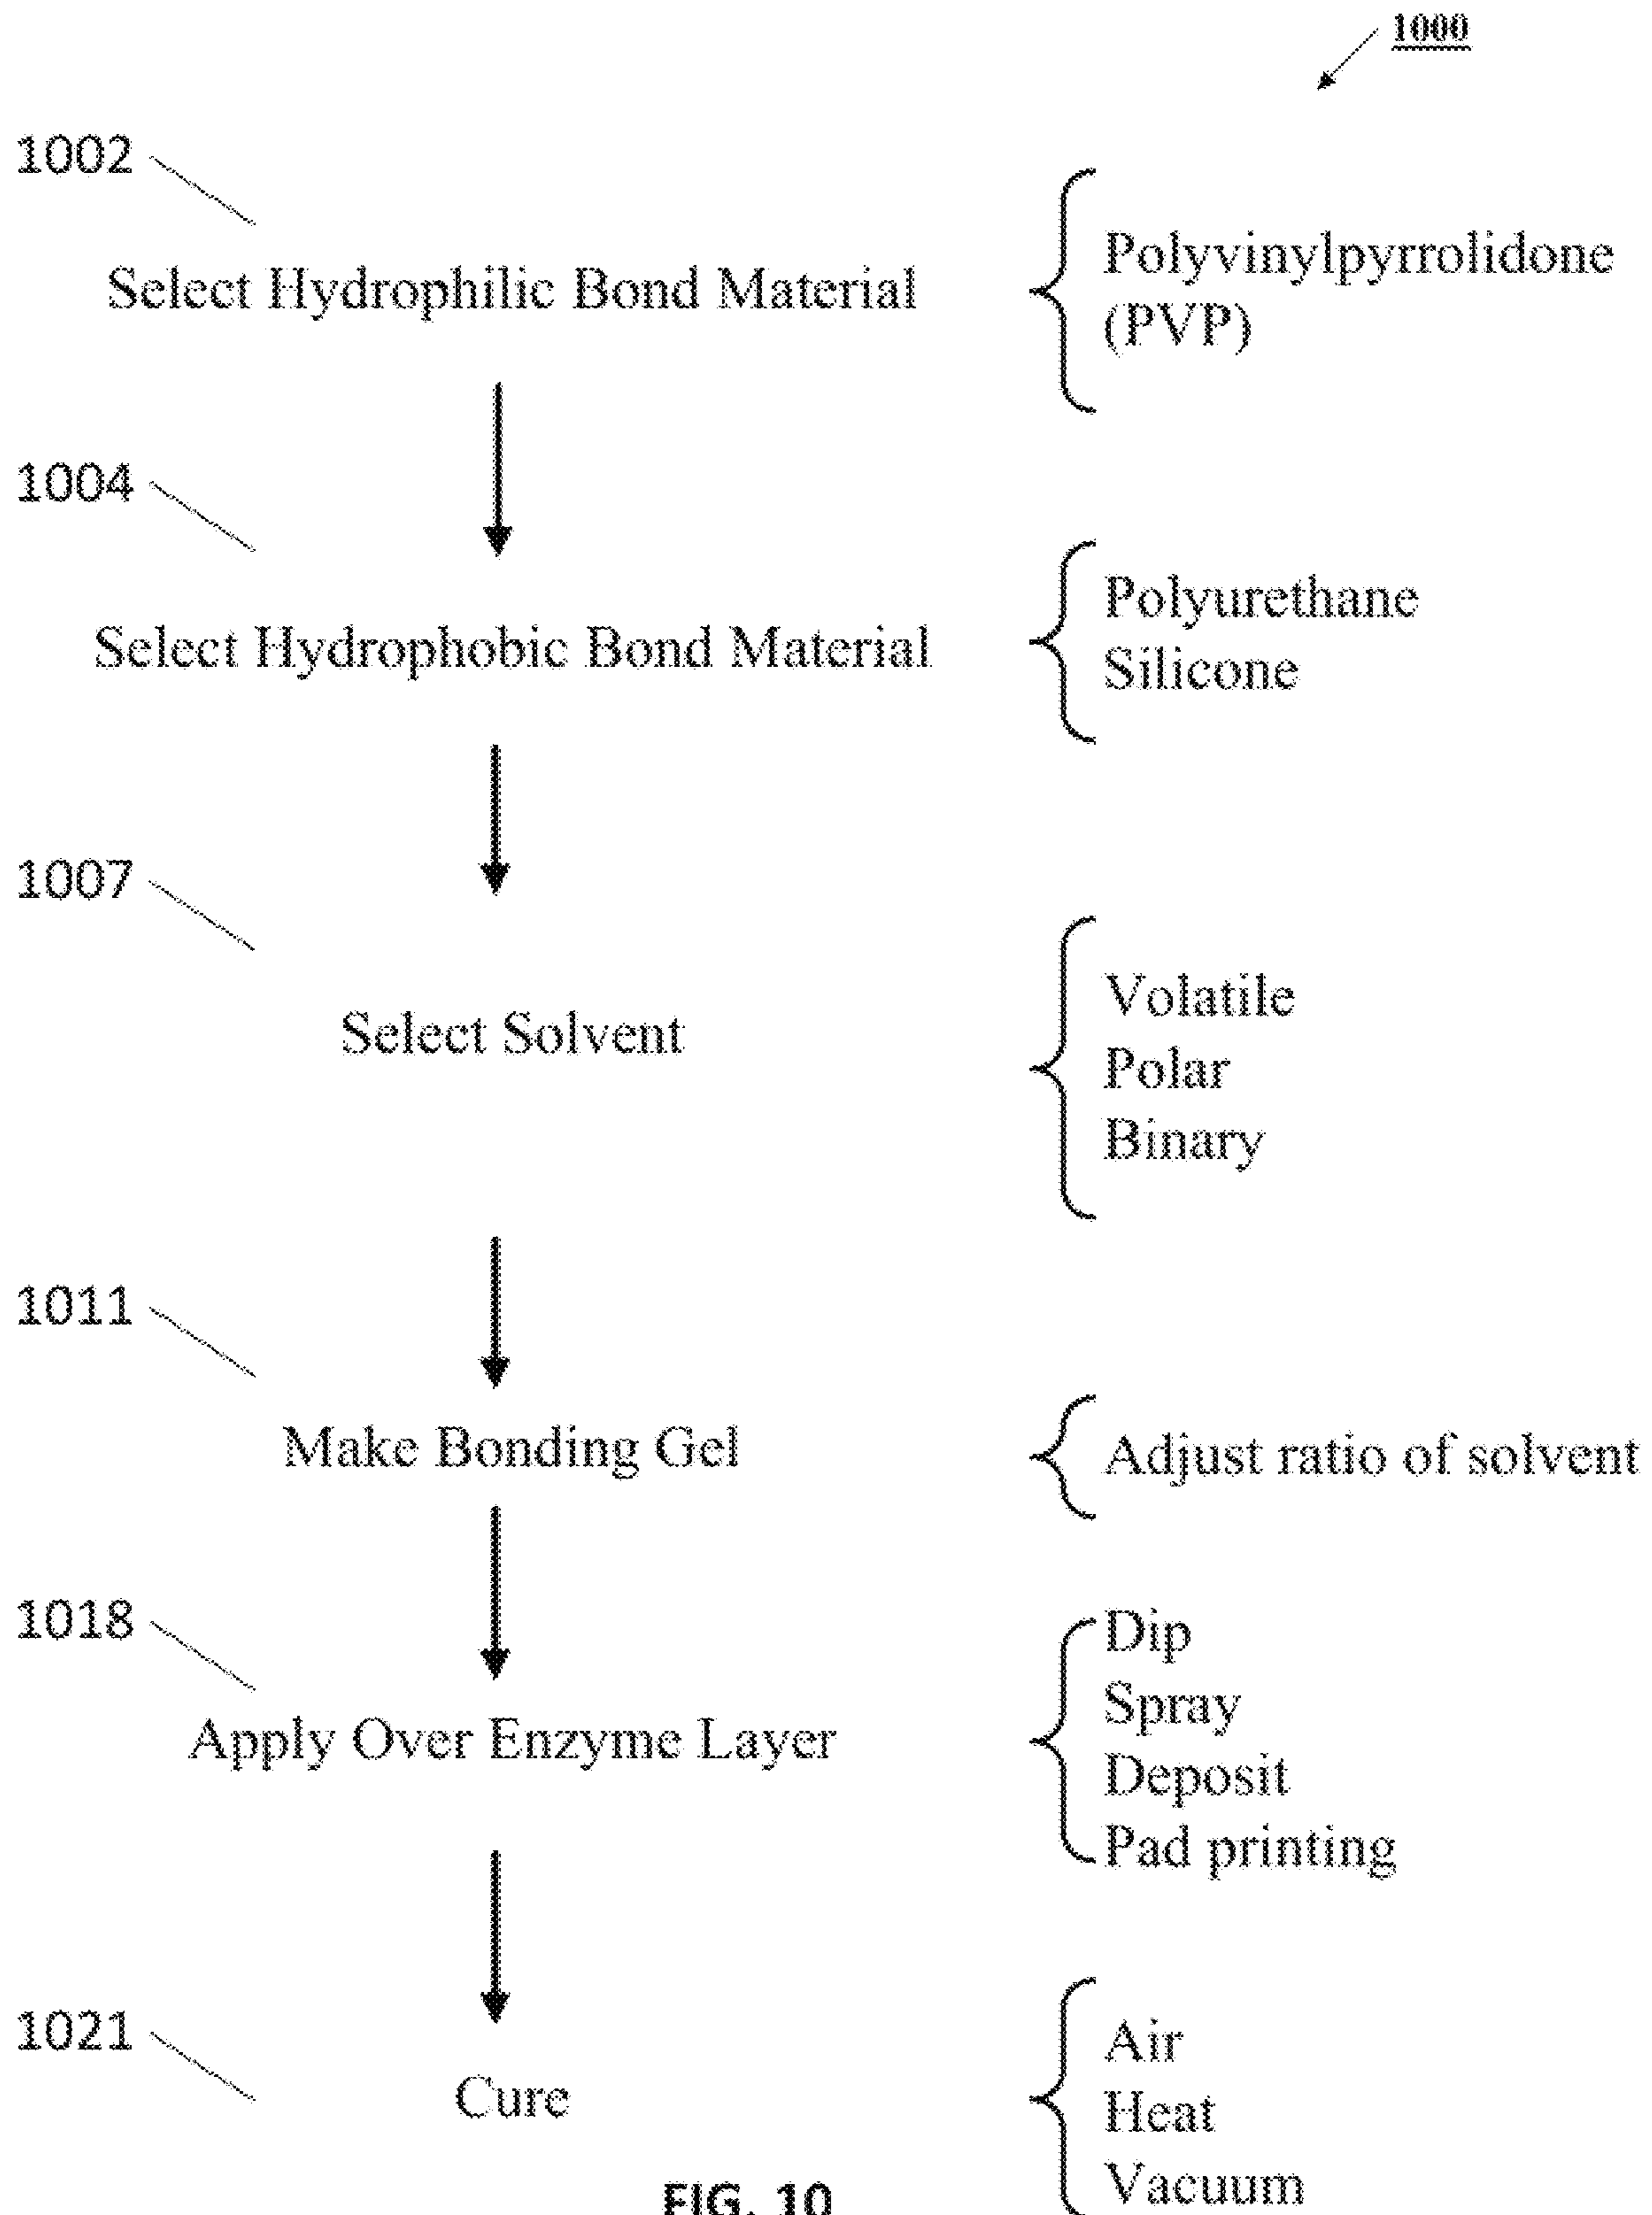 1000
1002
Select Hydrophilic Bond Material
Polyvinylpyrrolidone
(PVP)
1004
Select Hydrophobic Bond Material
Polyurethane
Silicone
1007
Select Solvent
Volatile
Polar
Binary
1011
Make Bonding Gel
Adjust ratio of solvent
1018
Apply Over Enzyme Layer
Dip
Spray
Deposit
Pad printing
1021
Cure
Air
Heat
Vacuum
FIG. 10